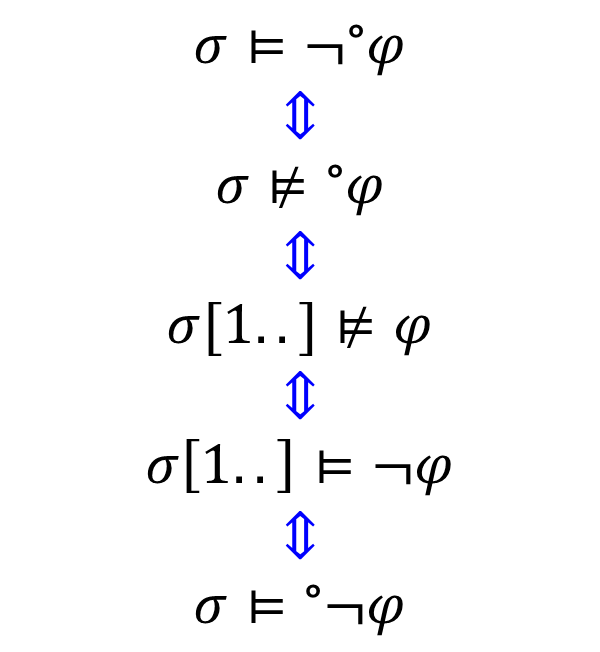 σ ⊨ ¬°φ
⇕
σ ⊭ °φ
⇕
σ[1..] ⊭ φ
⇕
σ[1..] ⊨ ¬φ
⇕
σ ⊨ °¬φ